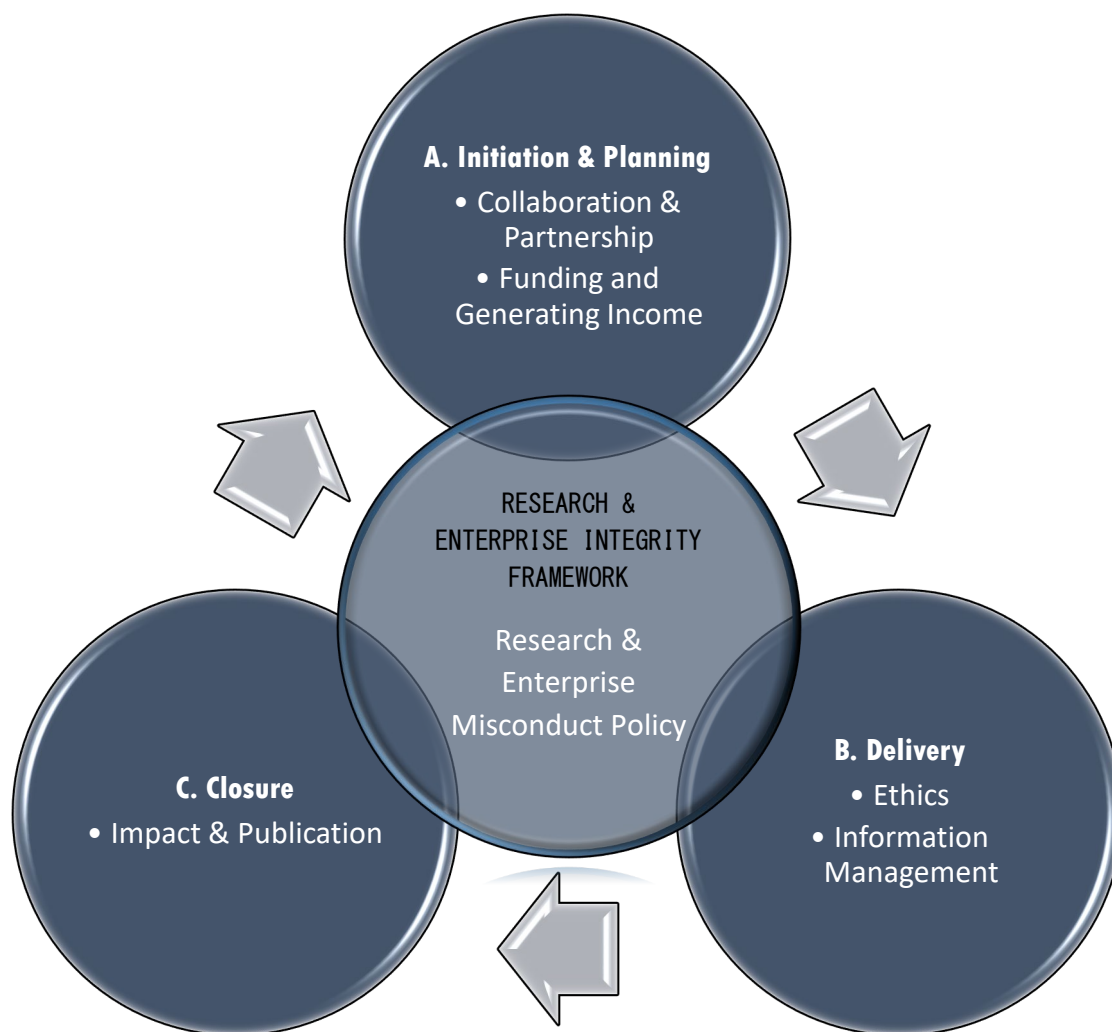 A. Initiation & Planning
• Collaboration &
Partnership
• Funding and
Generating Income
RESEARCH &
ENTERPRISE INTEGRITY
FRAMEWORK
Research &
Enterprise
Misconduct Policy
B. Delivery
• Ethics
• Information
Management
C. Closure
• Impact & Publication